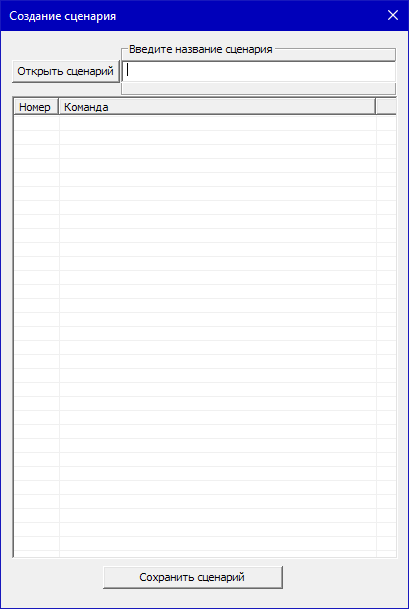 Создание сценария
Введите название сценария
Открыть сценарий
Номер Команда
Сохранить сценарий